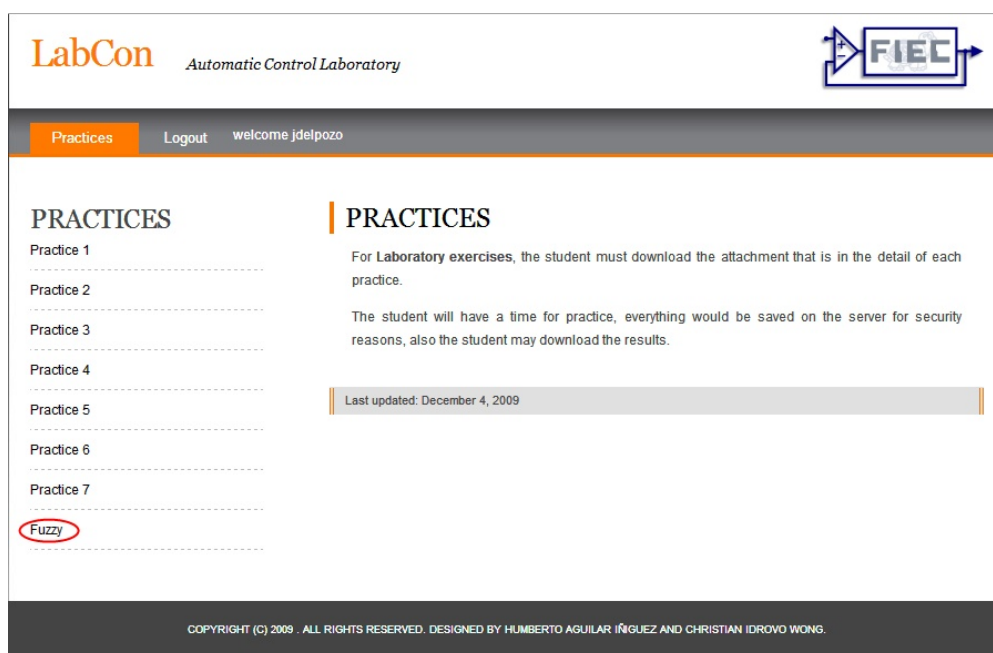 LabCon
Automatic Control Laboratory
FIEC
Practices
Logout
welcome jdelpozo
PRACTICES
Practice 1
Practice 2
Practice 3
Practice 4
Practice 5
Practice 6
Practice 7
Fuzzy
PRACTICES
For Laboratory exercises, the student must download the attachment that is in the detail of each
practice.
The student will have a time for practice, everything would be saved on the server for security
reasons, also the student may download the results.
Last updated: December 4, 2009
COPYRIGHT (C) 2009 . ALL RIGHTS RESERVED. DESIGNED BY HUMBERTO AGUILAR IÑIGUEZ AND CHRISTIAN IDROVO WONG.